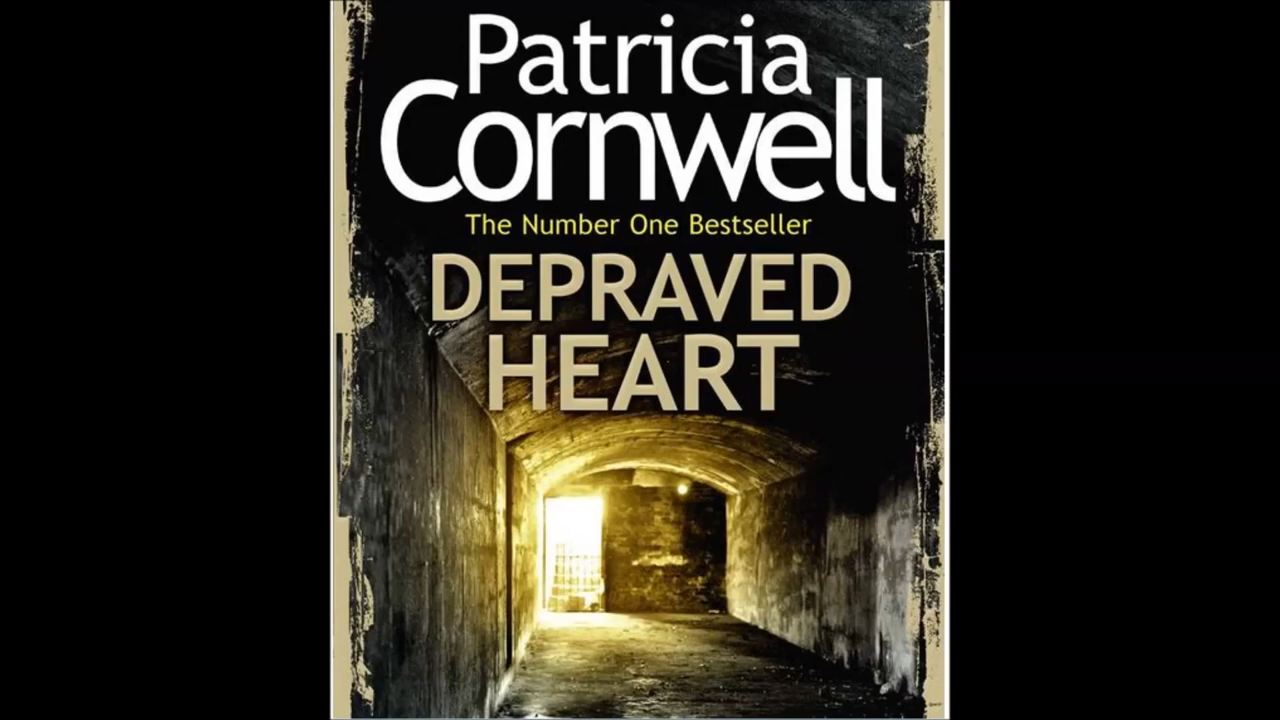 Patricia
Cornwell
The Number One Bestseller
DEPRAVED
HEART